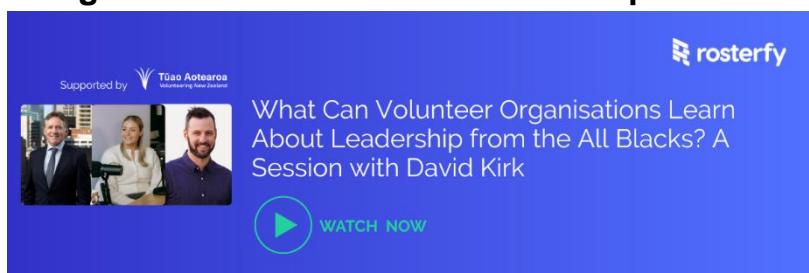 rosterfy
Supported by
Tūao Aotearoa
Volunteering New Zealand
What Can Volunteer Organisations Learn
About Leadership from the All Blacks? A
Session with David Kirk
WATCH NOW